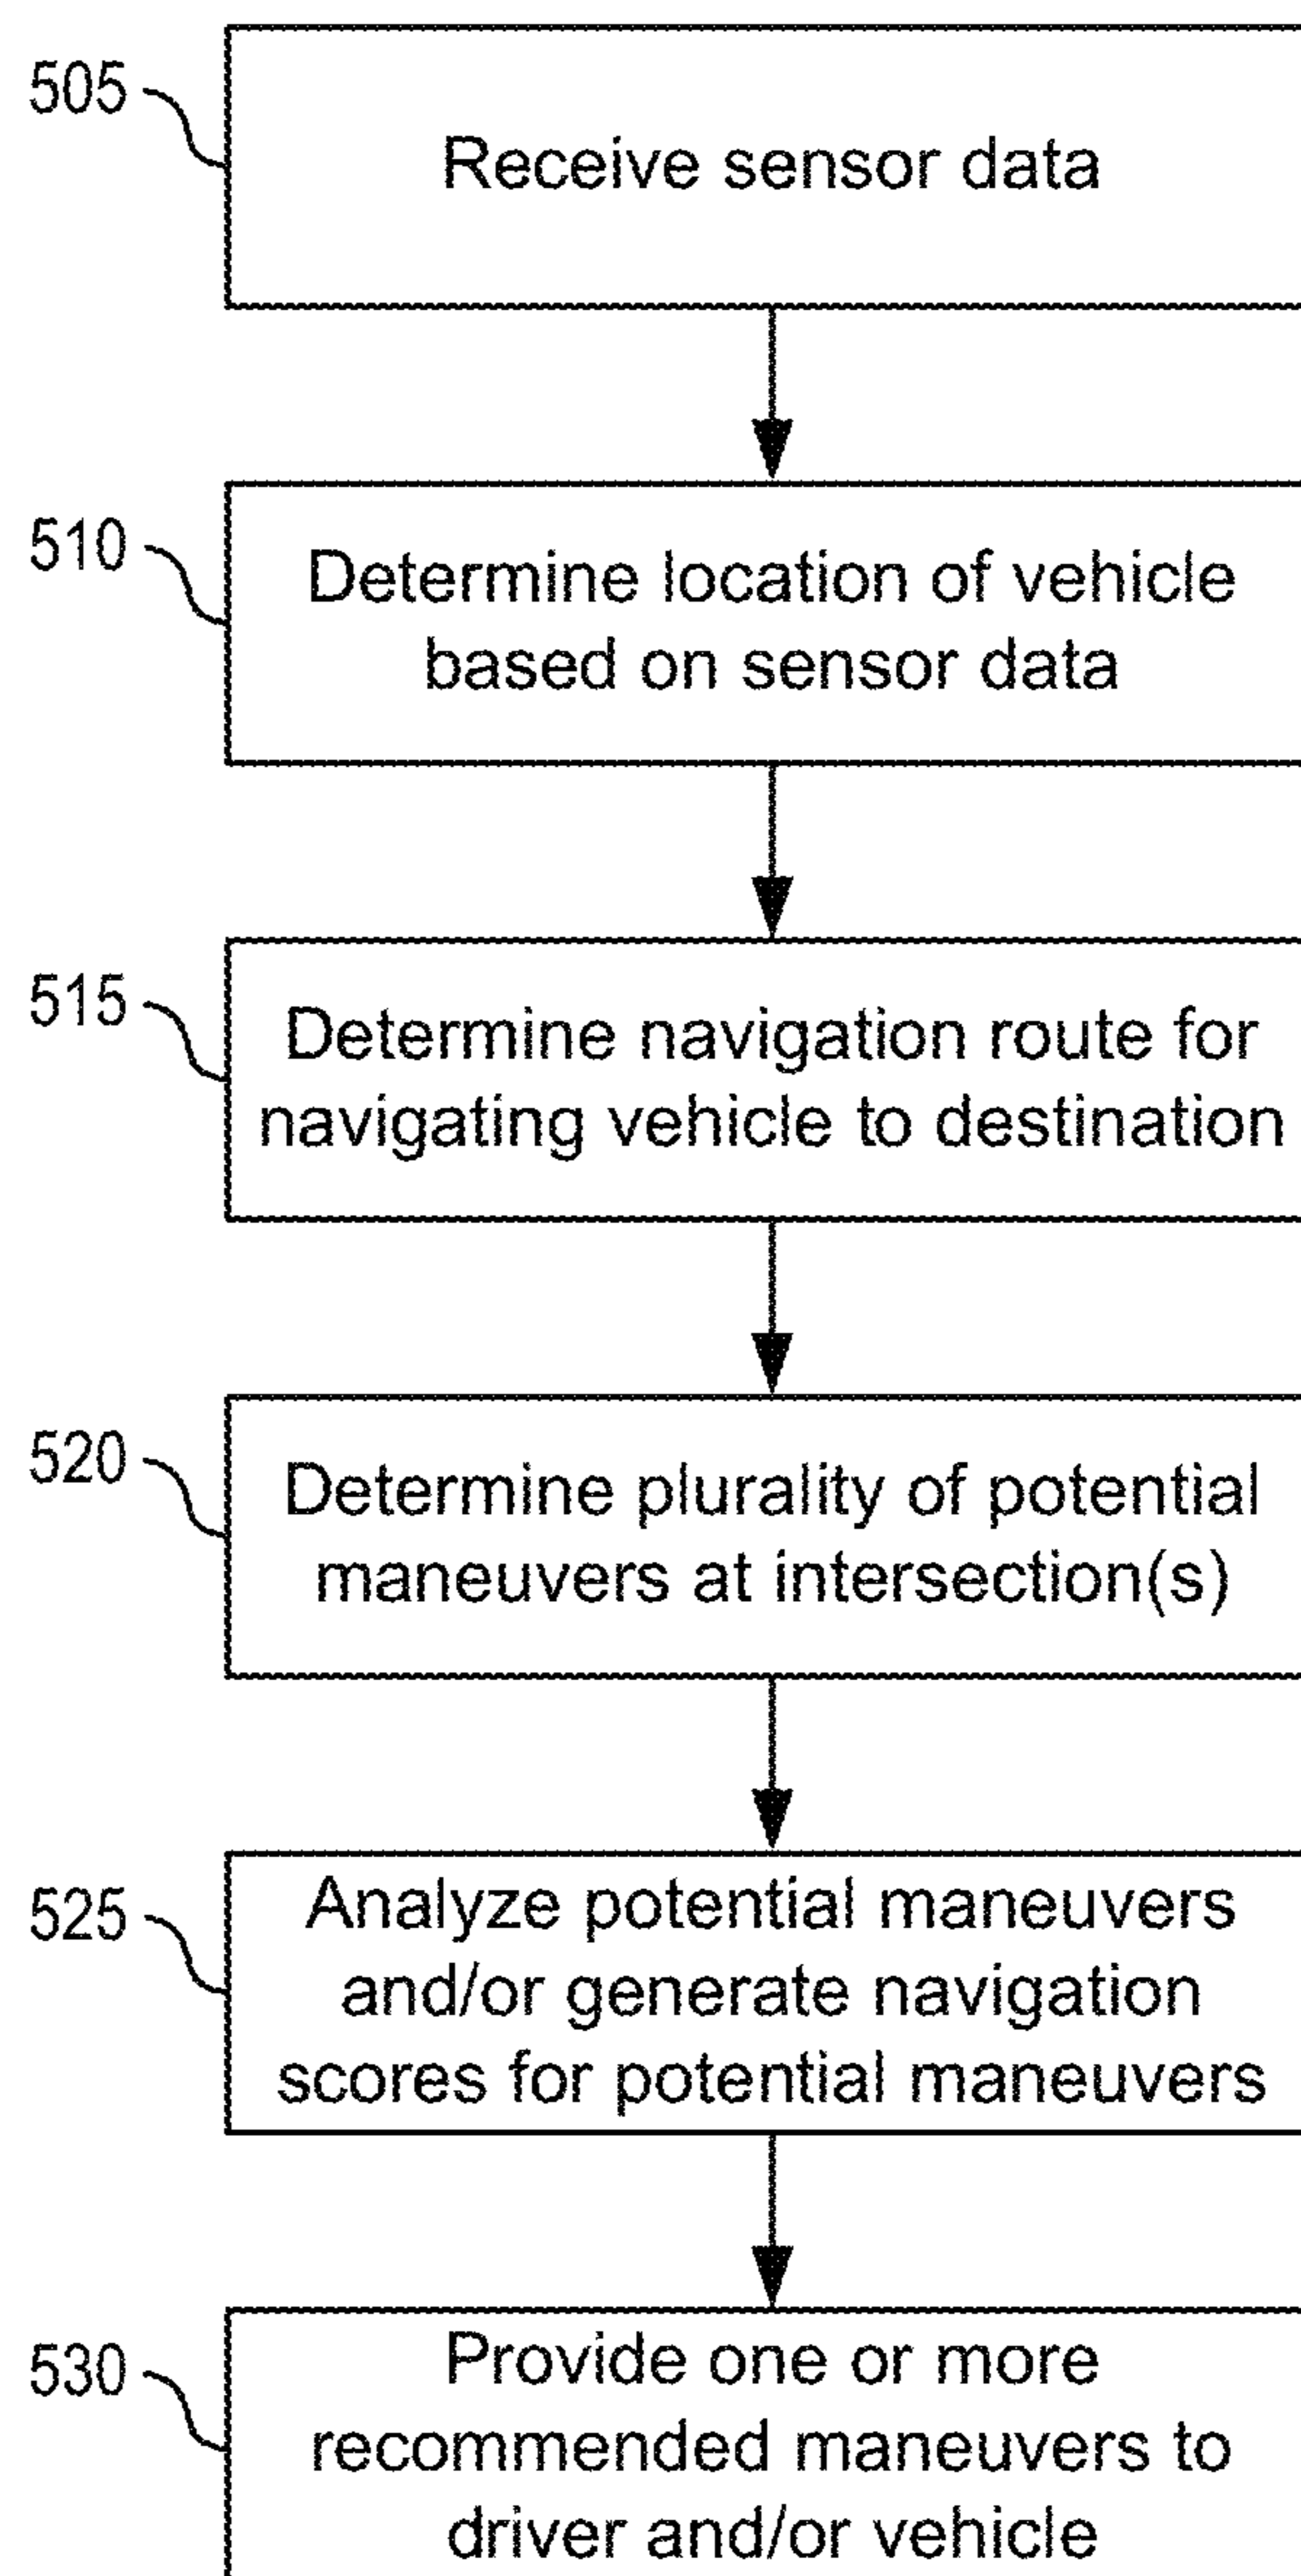 505
Receive sensor data
510
Determine location of vehicle
based on sensor data
515
Determine navigation route for
navigating vehicle to destination
520
Determine plurality of potential
maneuvers at intersection(s)
525
Analyze potential maneuvers
and/or generate navigation
scores for potential maneuvers
530
Provide one or more
recommended maneuvers to
driver and/or vehicle